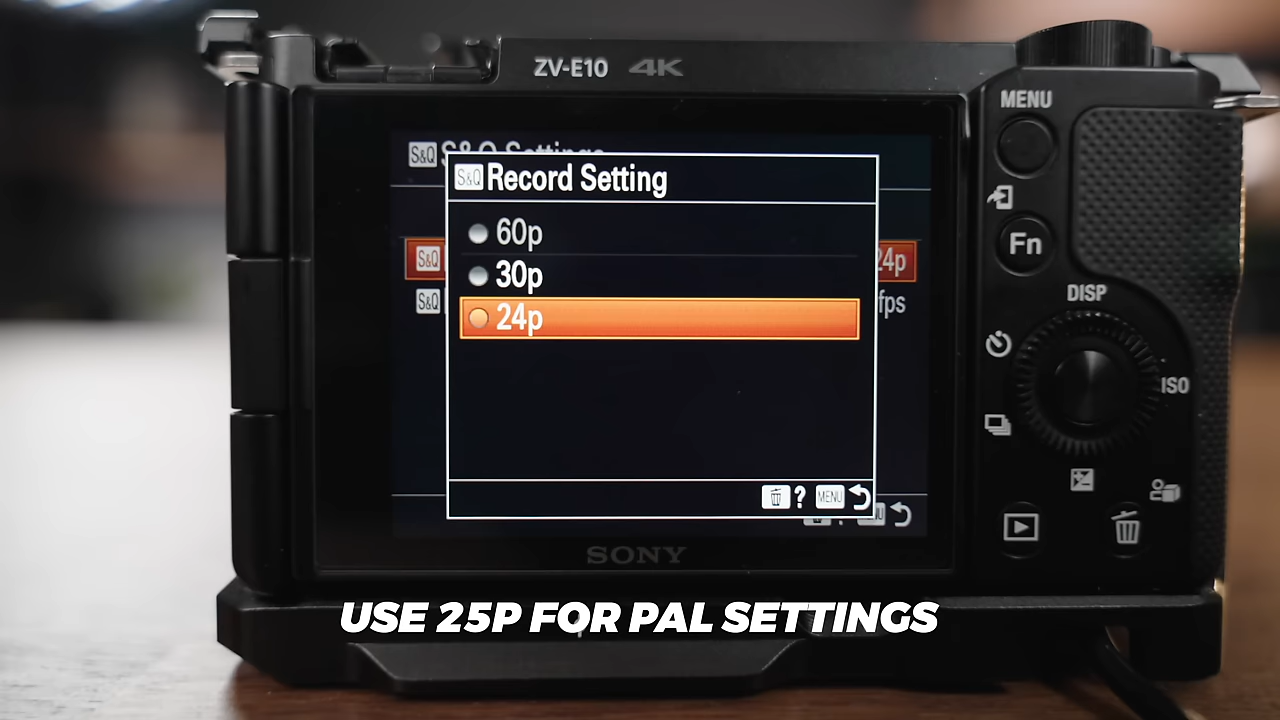 ZV-E10 4K
MENU
S&Q S&Q Settings
S&Q Record Setting
60p
S&Q 24p
Fn
30p
S&Q fps
24p
DISP
ISO
? MENU
SONY
USE 25P FOR PAL SETTINGS